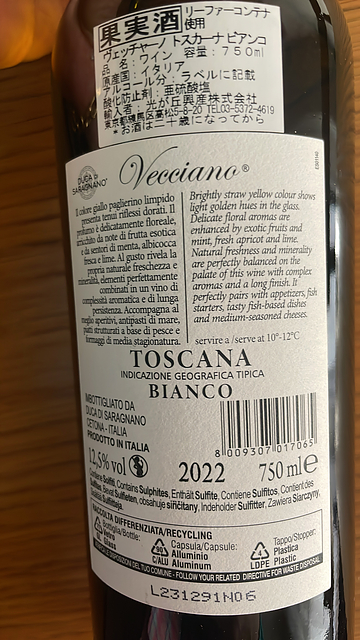 果実酒 リーファーコンテナ使用
ヴェッチャーノ トスカーナ ビアンコ
品名：ワイン 容量：750ml
原産国：イタリア
アルコール分：ラベルに記載
酸化防止剤：亜硫酸塩
輸入者：光が丘興産株式会社
東京都練馬区高松5-8-20 TEL03-5372-4619
*お酒は二十歳になってから
DUCA DI SARAGNANO
Vecciano®
Il colore giallo paglierino limpido
presenta tenui riflessi dorati. Il
profumo è delicatamente floreale,
arricchito da note di frutta esotica
e da sentori di menta, albicocca
fresca e lime. Al gusto rivela la
propria naturale freschezza e
mineralità, elementi perfettamente
combinati in un vino di
complessità aromatica e di lunga
persistenza. Accompagna al
meglio aperitivi, antipasti di mare,
piatti strutturati a base di pesce e
formaggi di media stagionatura.
Brightly straw yellow colour shows
light golden hues in the glass.
Delicate floral aromas are
enhanced by exotic fruits and
mint, fresh apricot and lime.
Natural freshness and minerality
are perfectly balanced on the
palate of this wine with complex
aromas and a long finish. It
perfectly pairs with appetizers, fish
starters, tasty fish-based dishes
and medium-seasoned cheeses.
servire a /serve at 10°-12°C
TOSCANA
INDICAZIONE GEOGRAFICA TIPICA
BIANCO
IMBOTTIGLIATO DA
DUCA DI SARAGNANO
CETONA - ITALIA
PRODOTTO IN ITALIA
8 009307 017065
12,5% vol
2022
750 ml e
Contiene Solfiti, Contains Sulphites, Enthält Sulfite, Contiene Sulfitos, Contient des
Sulfites, Bevat Sulfieten, obsahuje siřičitany, Indeholder Sulfitter, Zawiera Siarczyny,
RACCOLTA DIFFERENZIATA/RECYCLING
Bottiglia/Bottle:
Vetro
Glass
Capsula/Capsule:
90
Alluminio
C/ALU Aluminum
Tappo/Stopper:
4
Plastica
LDPE Plastic
DISPOSIZIONI DEL TUO COMUNE - FOLLOW YOUR RELATED DIRECTIVE FOR WASTE DISPOSAL
L231291N06